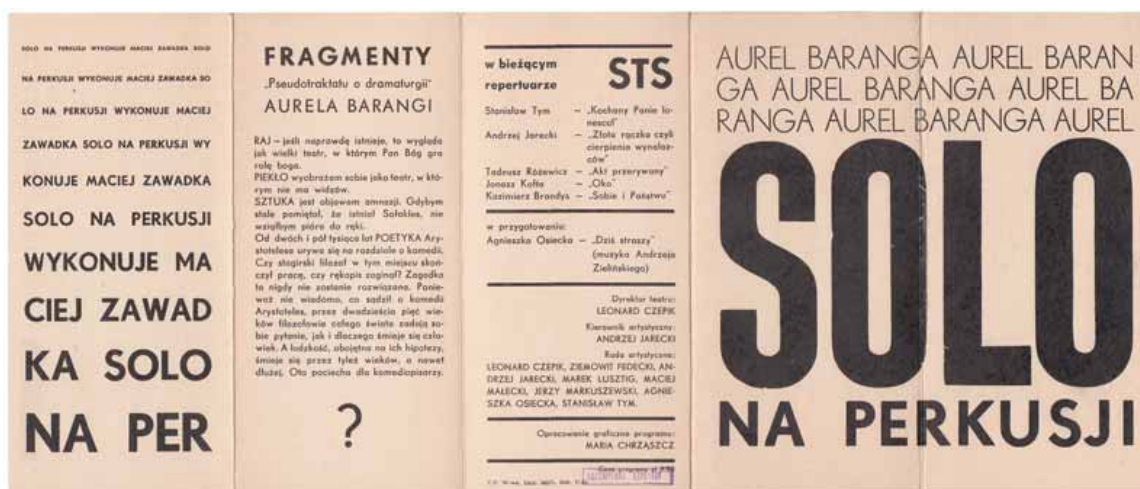 SOLO NA PERKUSJI WYKONUJE MACIEJ ZAWADKA SOLO
NA PERKUSJI WYKONUJE MACIEJ ZAWADKA SO
LO NA PERKUSJI WYKONUJE MACIEJ
ZAWADKA SOLO NA PERKUSJI WY
KONUJE MACIEJ ZAWADKA
SOLO NA PERKUSJI
WYKONUJE MA
CIEJ ZAWAD
KA SOLO
NA PER
FRAGMENTY
„Pseudotraktatu o dramaturgii"
AURELA BARANGI
RAJ – jeśli naprawdę istnieje, to wygląda
jak wielki teatr, w którym Pan Bóg gra
rolę boga.
PIEKŁO wyobrażam sobie jako teatr, w któ-
rym nie ma widzów.
SZTUKA jest objawem amnezji. Gdybym
stale pamiętał, że istniał Sofokles, nie
wziąłbym pióra do ręki.
Od dwóch i pół tysiąca lat POETYKA Ary-
stotelesa urywa się na rozdziale o komedii.
Czy stagirski filozof w tym miejscu skoń-
czył pracę, czy rękopis zaginął? Zagadka
ta nigdy nie zostanie rozwiązana. Ponie-
waż nie wiadomo, co sądził o komedii
Arystoteles, przez dwadzieścia pięć wie-
ków filozofowie całego świata zadają so-
bie pytanie, jak i dlaczego śmieje się czło-
wiek. A ludzkość, obojętna na ich hipotezy,
śmieje się przez tyleż wieków, a nawet
dłużej. Oto pociecha dla komediopisarzy.
?
w bieżącym
repertuarze
STS
Stanisław Tym – „Kochany Panie Io-
nesco!"
Andrzej Jarecki – „Złota rączka czyli
cierpienia wynalaz-
ców"
Tadeusz Różewicz – „Akt przerywany"
Jonasz Kofta – „Oko"
Kazimierz Brandys – „Sobie i Państwu"
w przygotowaniu:
Agnieszka Osiecka – „Dziś straszy"
(muzyka Andrzeja
Zielińskiego)
Dyrektor teatru:
LEONARD CZEPIK
Kierownik artystyczny:
ANDRZEJ JARECKI
Rada artystyczna:
LEONARD CZEPIK, ZIEMOWIT FEDECKI, AN-
DRZEJ JARECKI, MAREK LUSZTIG, MACIEJ
MAŁECKI, JERZY MARKUSZEWSKI, AGNIE-
SZKA OSIECKA, STANISŁAW TYM.
Opracowanie graficzne programu:
MARIA CHRZĄSZCZ
Cena programu zł
AUREL BARANGA AUREL BARAN
GA AUREL BARANGA AUREL BA
RANGA AUREL BARANGA AUREL
SOLO
NA PERKUSJI